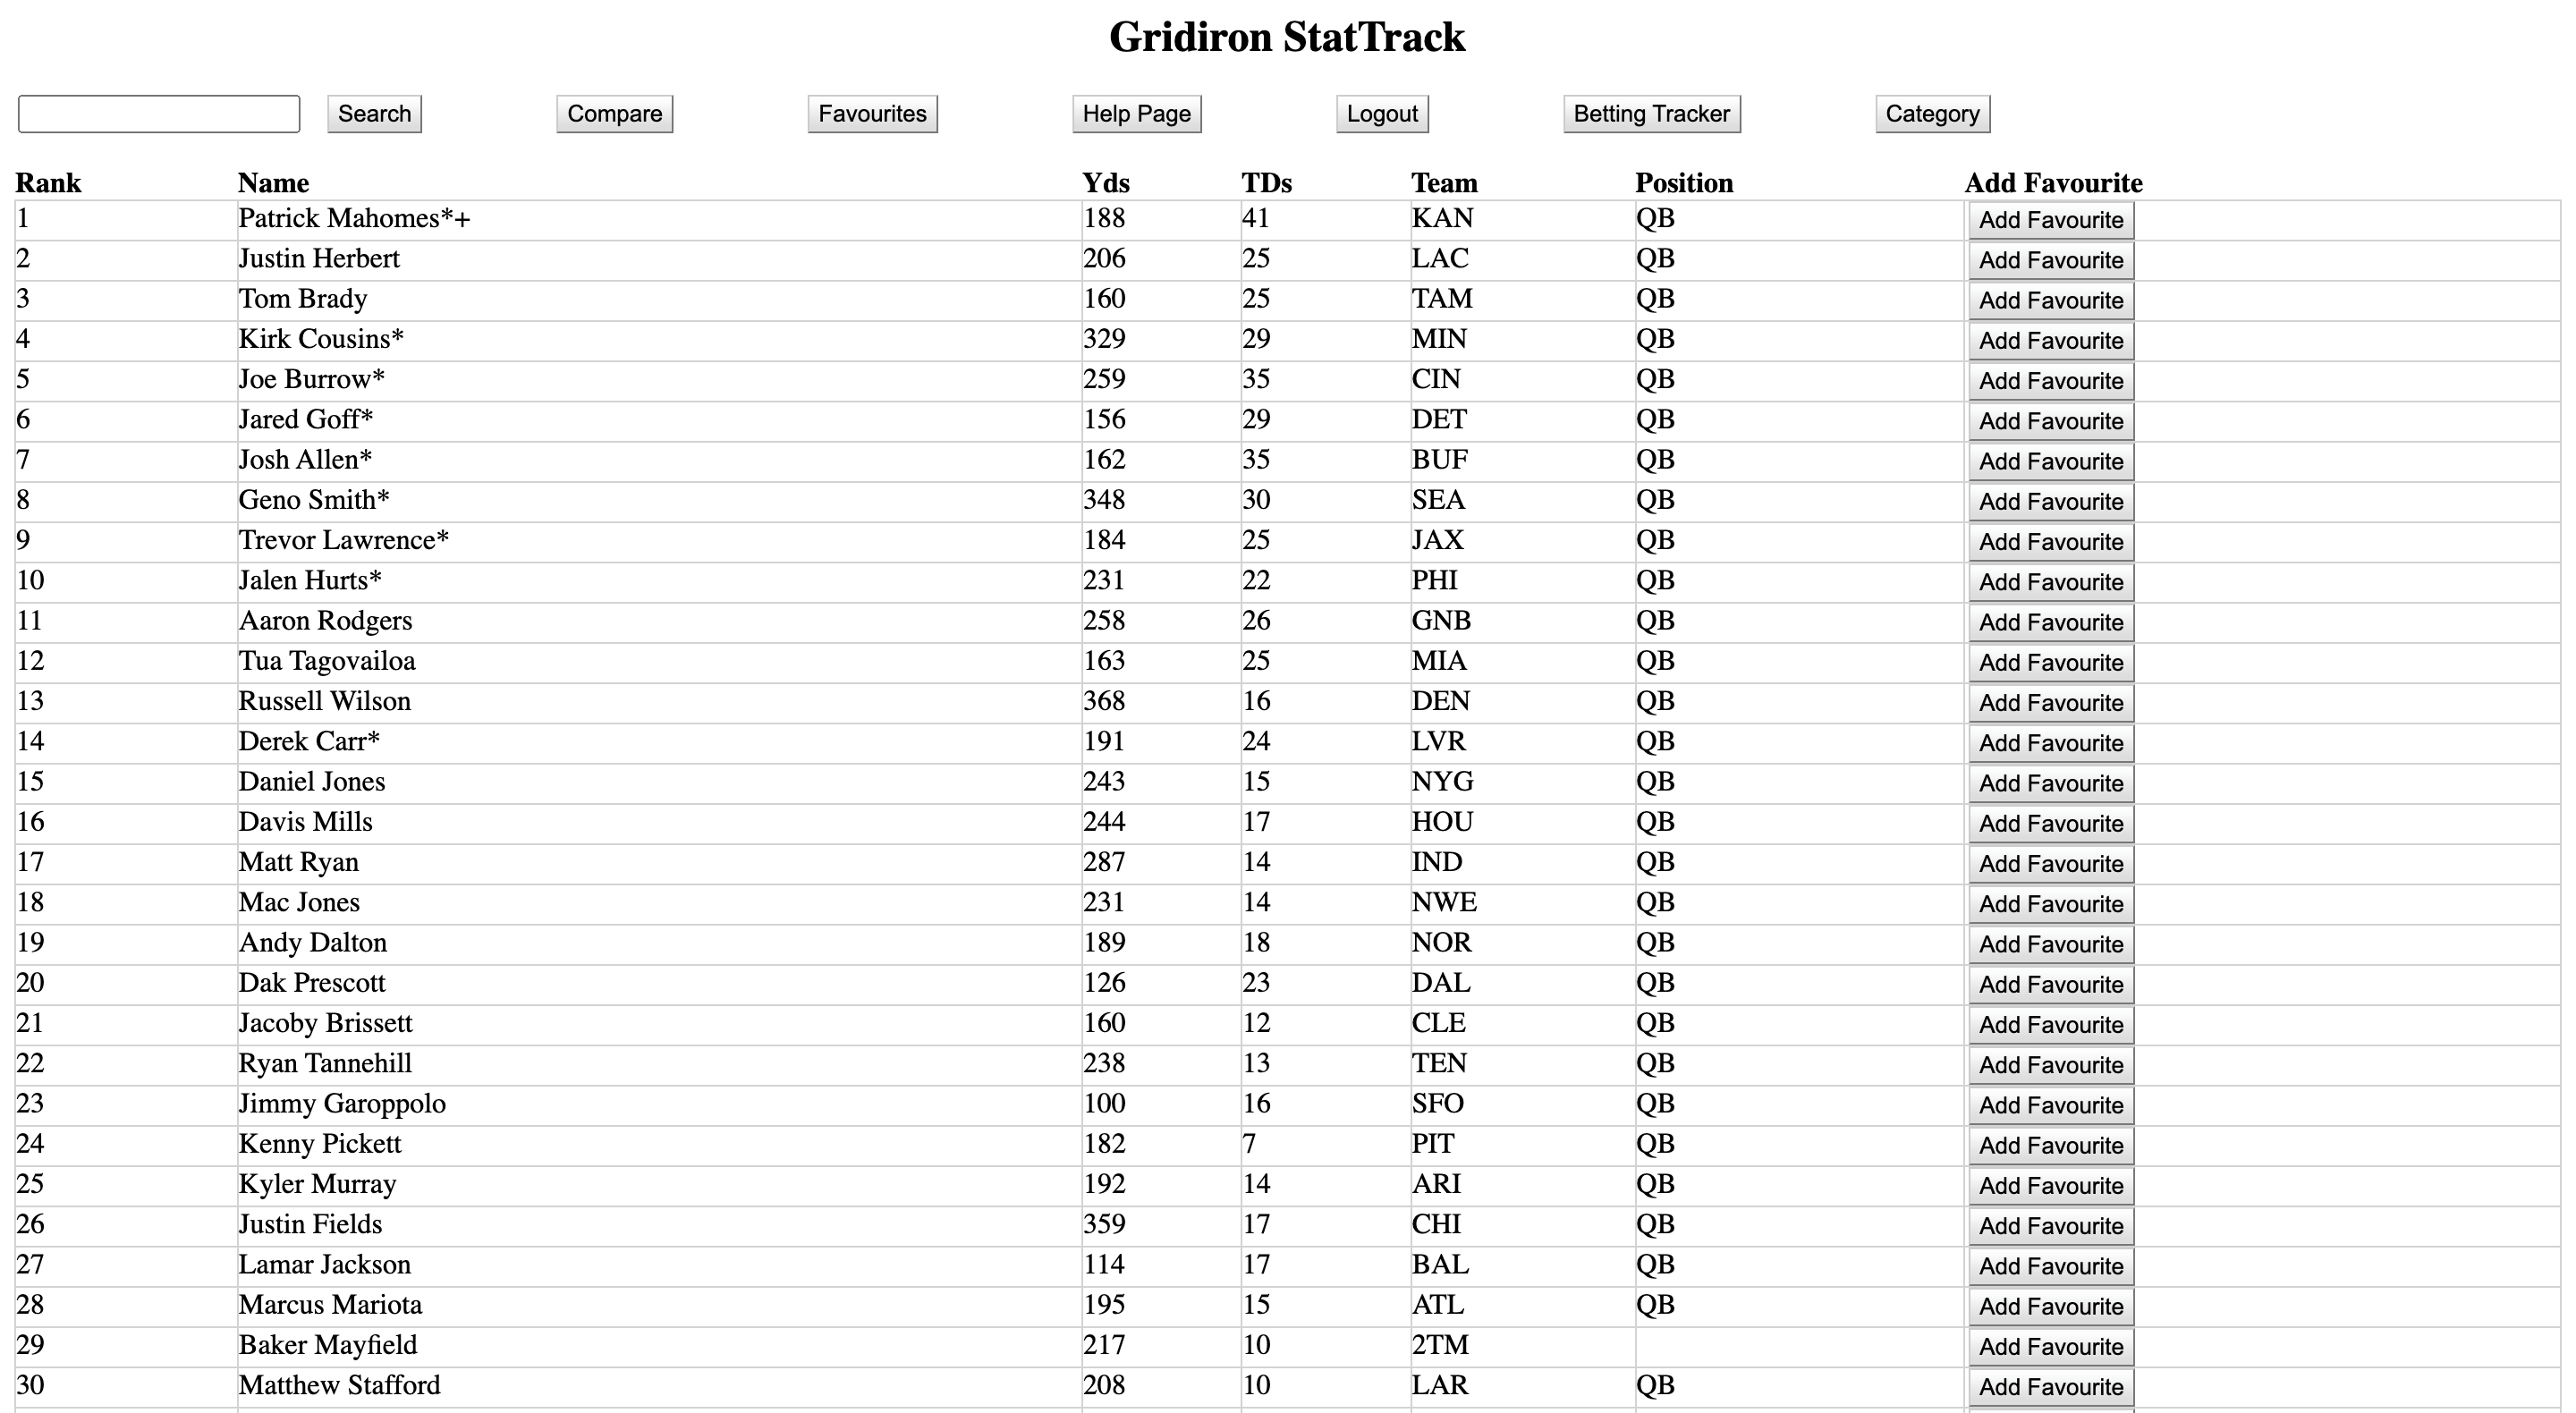 Gridiron StatTrack
Search Compare Favourites Help Page Logout Betting Tracker Category
Rank Name Yds TDs Team Position Add Favourite
1 Patrick Mahomes*+ 188 41 KAN QB Add Favourite
2 Justin Herbert 206 25 LAC QB Add Favourite
3 Tom Brady 160 25 TAM QB Add Favourite
4 Kirk Cousins* 329 29 MIN QB Add Favourite
5 Joe Burrow* 259 35 CIN QB Add Favourite
6 Jared Goff* 156 29 DET QB Add Favourite
7 Josh Allen* 162 35 BUF QB Add Favourite
8 Geno Smith* 348 30 SEA QB Add Favourite
9 Trevor Lawrence* 184 25 JAX QB Add Favourite
10 Jalen Hurts* 231 22 PHI QB Add Favourite
11 Aaron Rodgers 258 26 GNB QB Add Favourite
12 Tua Tagovailoa 163 25 MIA QB Add Favourite
13 Russell Wilson 368 16 DEN QB Add Favourite
14 Derek Carr* 191 24 LVR QB Add Favourite
15 Daniel Jones 243 15 NYG QB Add Favourite
16 Davis Mills 244 17 HOU QB Add Favourite
17 Matt Ryan 287 14 IND QB Add Favourite
18 Mac Jones 231 14 NWE QB Add Favourite
19 Andy Dalton 189 18 NOR QB Add Favourite
20 Dak Prescott 126 23 DAL QB Add Favourite
21 Jacoby Brissett 160 12 CLE QB Add Favourite
22 Ryan Tannehill 238 13 TEN QB Add Favourite
23 Jimmy Garoppolo 100 16 SFO QB Add Favourite
24 Kenny Pickett 182 7 PIT QB Add Favourite
25 Kyler Murray 192 14 ARI QB Add Favourite
26 Justin Fields 359 17 CHI QB Add Favourite
27 Lamar Jackson 114 17 BAL QB Add Favourite
28 Marcus Mariota 195 15 ATL QB Add Favourite
29 Baker Mayfield 217 10 2TM Add Favourite
30 Matthew Stafford 208 10 LAR QB Add Favourite